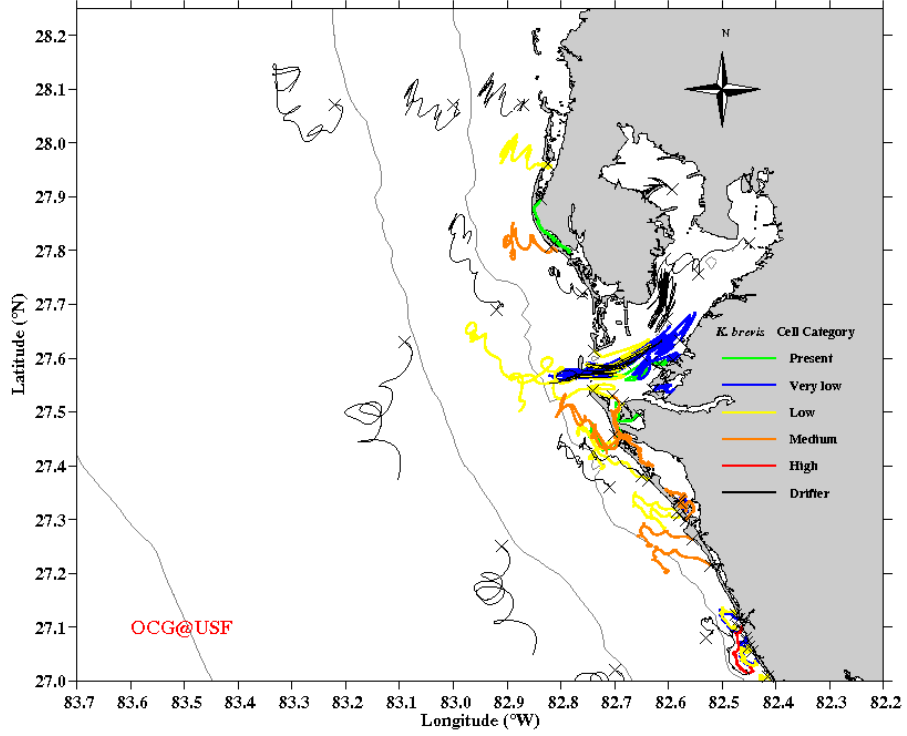 N
28.2
28.1
28.0
27.9
27.8
27.7
27.6
27.5
27.4
27.3
27.2
27.1
27.0
Latitude (°N)
K. brevis Cell Category
Present
Very low
Low
Medium
High
Drifter
OCG@USF
83.7 83.6 83.5 83.4 83.3 83.2 83.1 83.0 82.9 82.8 82.7 82.6 82.5 82.4 82.3 82.2
Longitude (°W)